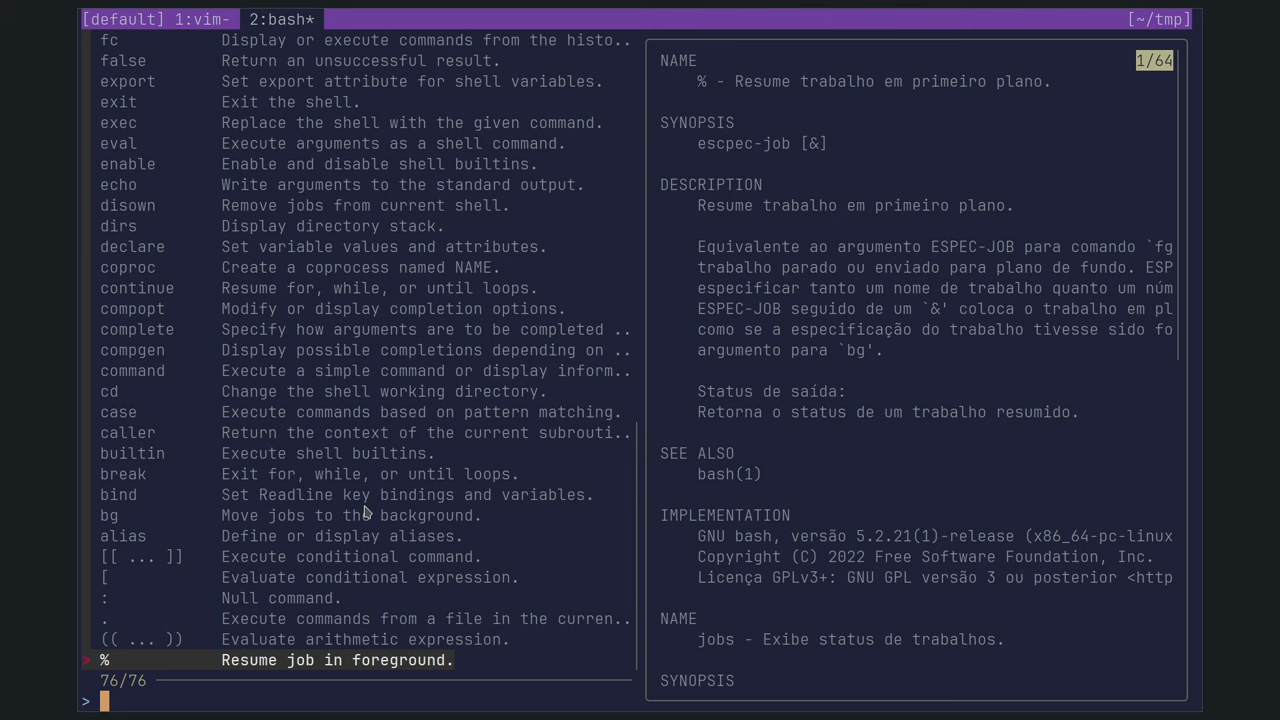 [default] 1:vim- 2:bash* [~/tmp]
fc Display or execute commands from the histo..
false Return an unsuccessful result.
export Set export attribute for shell variables.
exit Exit the shell.
exec Replace the shell with the given command.
eval Execute arguments as a shell command.
enable Enable and disable shell builtins.
echo Write arguments to the standard output.
disown Remove jobs from current shell.
dirs Display directory stack.
declare Set variable values and attributes.
coproc Create a coprocess named NAME.
continue Resume for, while, or until loops.
compopt Modify or display completion options.
complete Specify how arguments are to be completed ..
compgen Display possible completions depending on ..
command Execute a simple command or display inform..
cd Change the shell working directory.
case Execute commands based on pattern matching.
caller Return the context of the current subrouti..
builtin Execute shell builtins.
break Exit for, while, or until loops.
bind Set Readline key bindings and variables.
bg Move jobs to the background.
alias Define or display aliases.
[[ ... ]] Execute conditional command.
[ Evaluate conditional expression.
: Null command.
. Execute commands from a file in the curren..
(( ... )) Evaluate arithmetic expression.
> % Resume job in foreground.
76/76
>
NAME 1/64
% - Resume trabalho em primeiro plano.
SYNOPSIS
escpec-job [&]
DESCRIPTION
Resume trabalho em primeiro plano.
Equivalente ao argumento ESPEC-JOB para comando `fg
trabalho parado ou enviado para plano de fundo. ESP
especificar tanto um nome de trabalho quanto um núm
ESPEC-JOB seguido de um `&' coloca o trabalho em pl
como se a especificação do trabalho tivesse sido fo
argumento para `bg'.
Status de saída:
Retorna o status de um trabalho resumido.
SEE ALSO
bash(1)
IMPLEMENTATION
GNU bash, versão 5.2.21(1)-release (x86_64-pc-linux
Copyright (C) 2022 Free Software Foundation, Inc.
Licença GPLv3+: GNU GPL versão 3 ou posterior <http
NAME
jobs - Exibe status de trabalhos.
SYNOPSIS